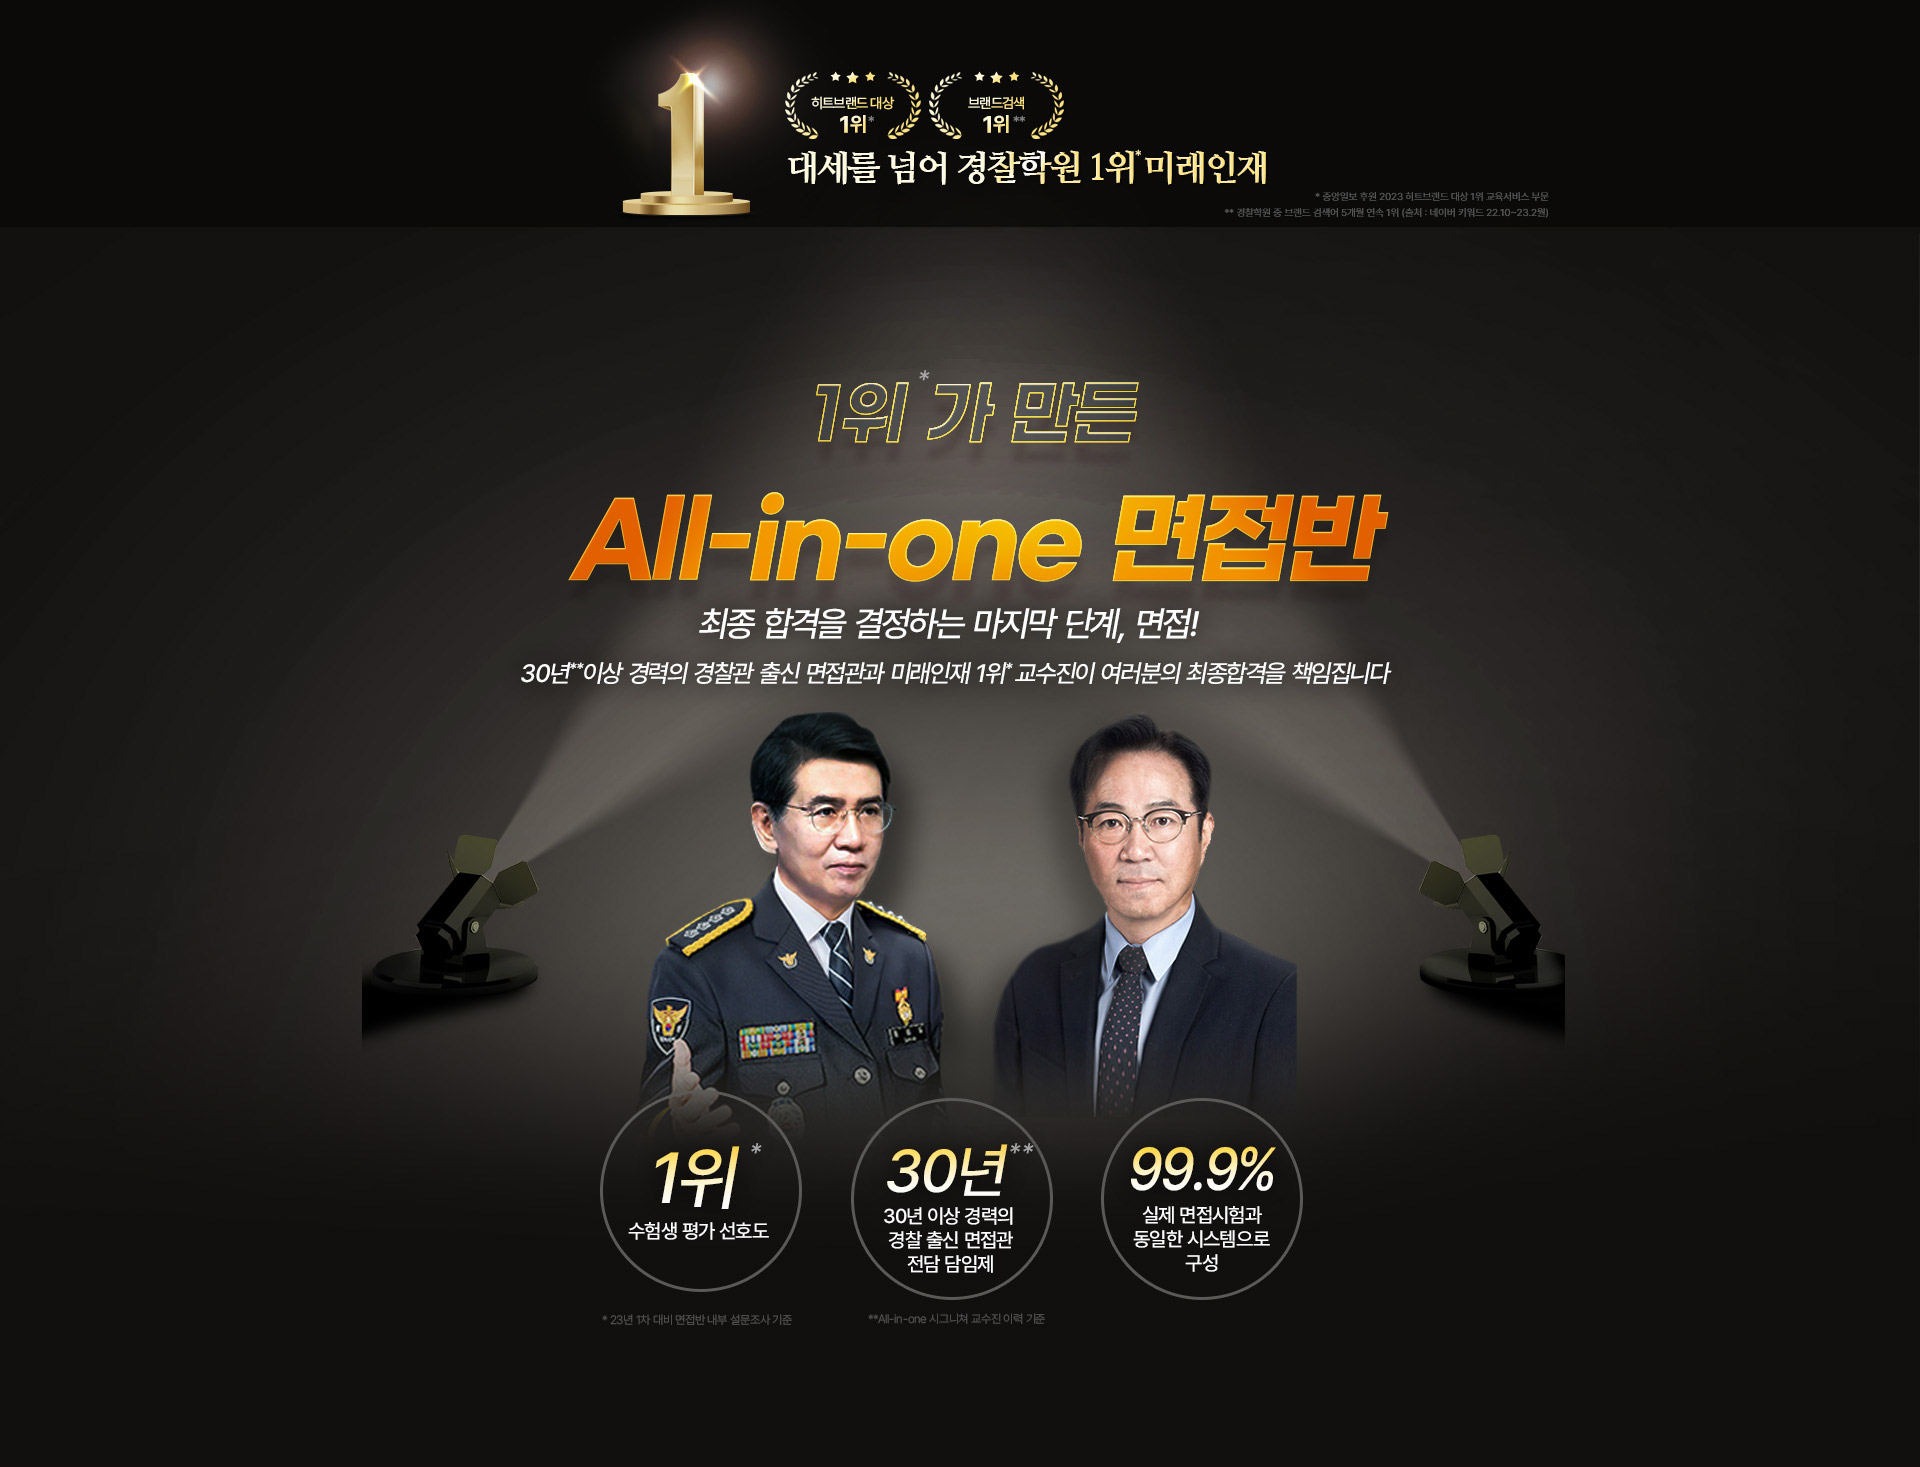 히트브랜드 대상
1위*
브랜드검색
1위**
대세를 넘어 경찰학원 1위* 미래인재
* 중앙일보 후원 2023 히트브랜드 대상 1위 교육서비스 부문
** 경찰학원 중 브랜드 검색어 5개월 연속 1위 (출처 : 네이버 키워드 22.10~23.2월)
1위*가 만든
All-in-one 면접반
최종 합격을 결정하는 마지막 단계, 면접!
30년**이상 경력의 경찰관 출신 면접관과 미래인재 1위* 교수진이 여러분의 최종합격을 책임집니다
1위*
수험생 평가 선호도
30년**
30년 이상 경력의
경찰 출신 면접관
전담 담임제
99.9%
실제 면접시험과
동일한 시스템으로
구성
* 23년 1차 대비 면접반 내부 설문조사 기준
**All-in-one 시그니쳐 교수진 이력 기준